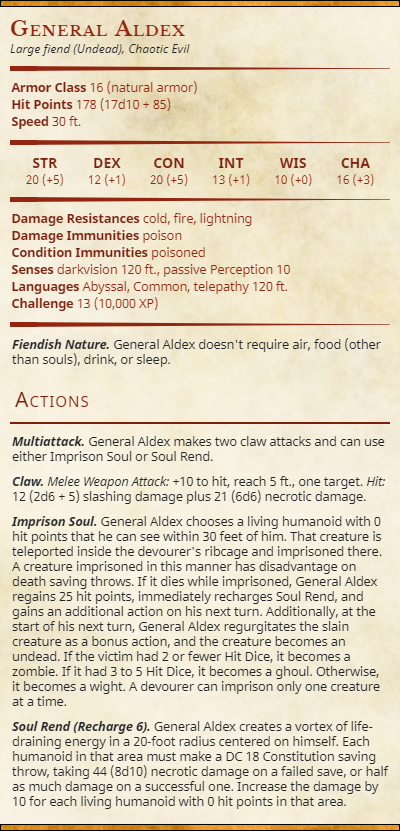 General Aldex
Large fiend (Undead), Chaotic Evil
Armor Class 16 (natural armor)
Hit Points 178 (17d10 + 85)
Speed 30 ft.
STR DEX CON INT WIS CHA
20 (+5) 12 (+1) 20 (+5) 13 (+1) 10 (+0) 16 (+3)
Damage Resistances cold, fire, lightning
Damage Immunities poison
Condition Immunities poisoned
Senses darkvision 120 ft., passive Perception 10
Languages Abyssal, Common, telepathy 120 ft.
Challenge 13 (10,000 XP)
Fiendish Nature. General Aldex doesn't require air, food (other
than souls), drink, or sleep.
Actions
Multiattack. General Aldex makes two claw attacks and can use
either Imprison Soul or Soul Rend.
Claw. Melee Weapon Attack: +10 to hit, reach 5 ft., one target. Hit:
12 (2d6 + 5) slashing damage plus 21 (6d6) necrotic damage.
Imprison Soul. General Aldex chooses a living humanoid with 0
hit points that he can see within 30 feet of him. That creature is
teleported inside the devourer's ribcage and imprisoned there.
A creature imprisoned in this manner has disadvantage on
death saving throws. If it dies while imprisoned, General Aldex
regains 25 hit points, immediately recharges Soul Rend, and
gains an additional action on his next turn. Additionally, at the
start of his next turn, General Aldex regurgitates the slain
creature as a bonus action, and the creature becomes an
undead. If the victim had 2 or fewer Hit Dice, it becomes a
zombie. If it had 3 to 5 Hit Dice, it becomes a ghoul. Otherwise,
it becomes a wight. A devourer can imprison only one creature
at a time.
Soul Rend (Recharge 6). General Aldex creates a vortex of life-
draining energy in a 20-foot radius centered on himself. Each
humanoid in that area must make a DC 18 Constitution saving
throw, taking 44 (8d10) necrotic damage on a failed save, or half
as much damage on a successful one. Increase the damage by
10 for each living humanoid with 0 hit points in that area.